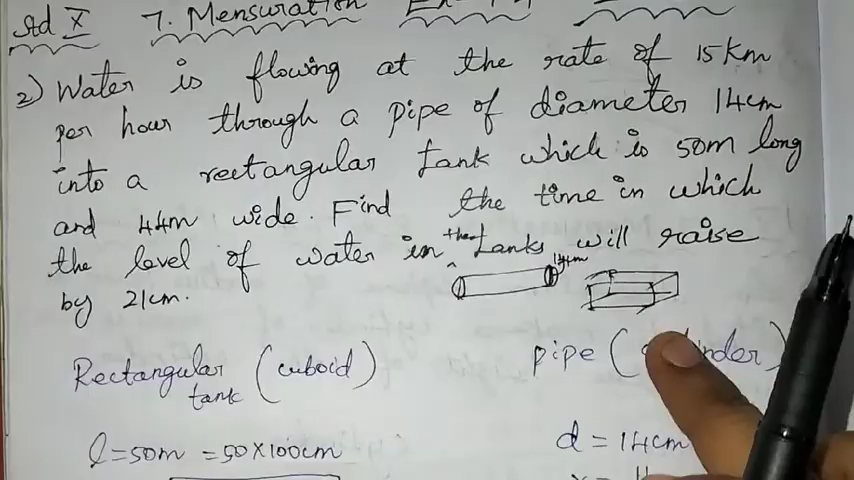 Std X 7. Mensuration
2) Water is flowing at the rate of 15 Km
per hour through a pipe of diameter 14cm
into a rectangular tank which is 50m long
and 44m wide. Find the time in which
the level of water in the tanks will raise
by 21cm.
14cm
Rectangular tank (cuboid)
pipe
l = 50m = 50×100cm
d = 14cm